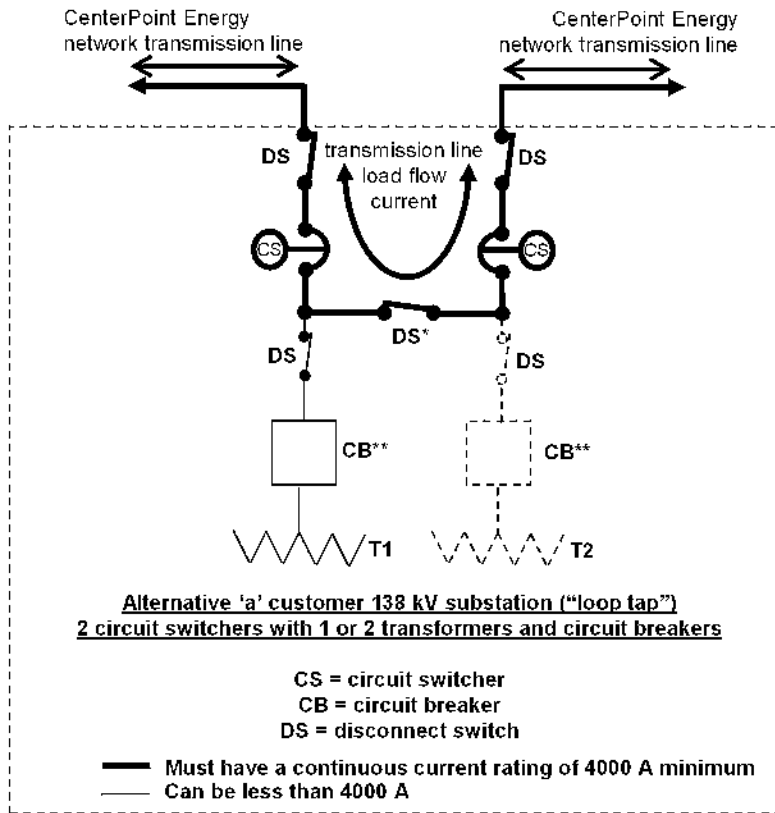 CenterPoint Energy
network transmission line
CenterPoint Energy
network transmission line
DS
transmission line
load flow
current
DS
CS
CS
DS*
DS
DS
CB**
CB**
T1
T2
Alternative ‘a’ customer 138 kV substation (“loop tap”)
2 circuit switchers with 1 or 2 transformers and circuit breakers
CS = circuit switcher
CB = circuit breaker
DS = disconnect switch
Must have a continuous current rating of 4000 A minimum
Can be less than 4000 A